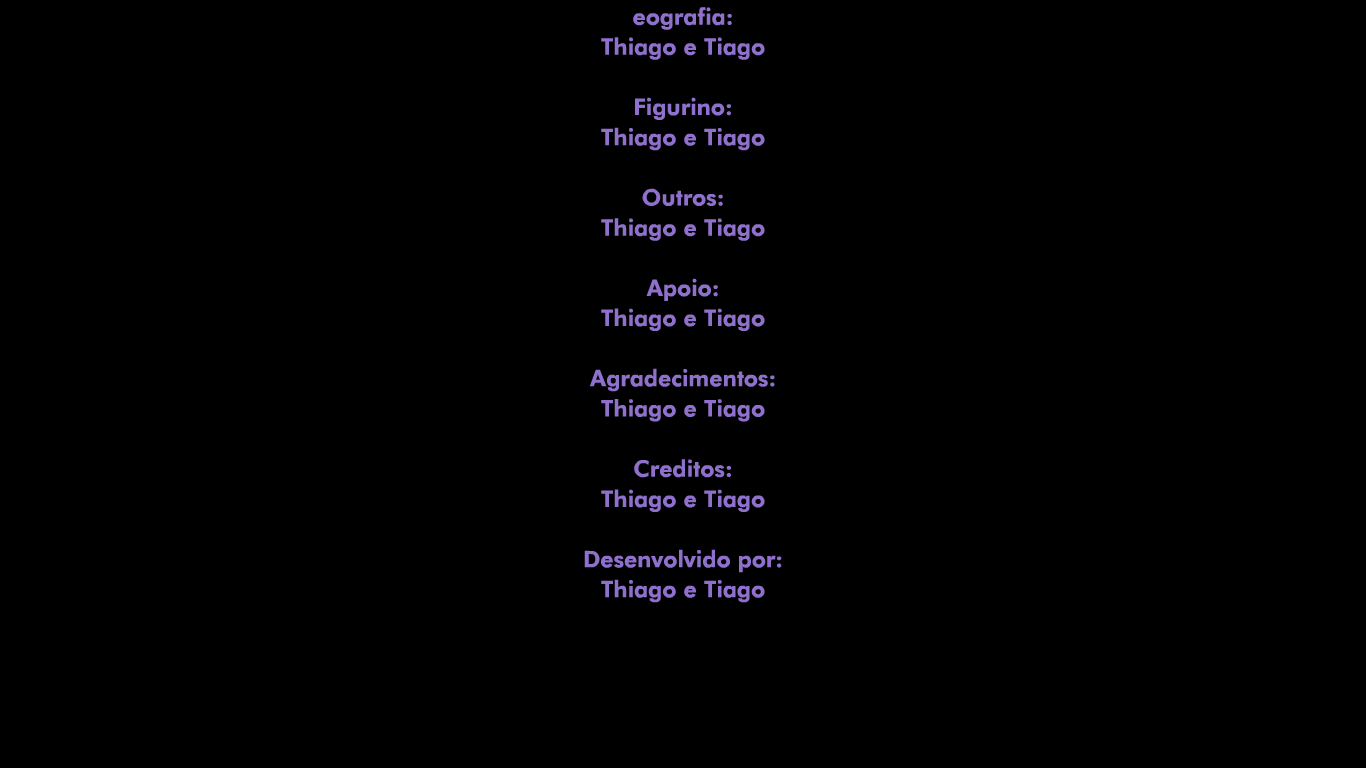 eografia:
Thiago e Tiago
Figurino:
Thiago e Tiago
Outros:
Thiago e Tiago
Apoio:
Thiago e Tiago
Agradecimentos:
Thiago e Tiago
Creditos:
Thiago e Tiago
Desenvolvido por:
Thiago e Tiago